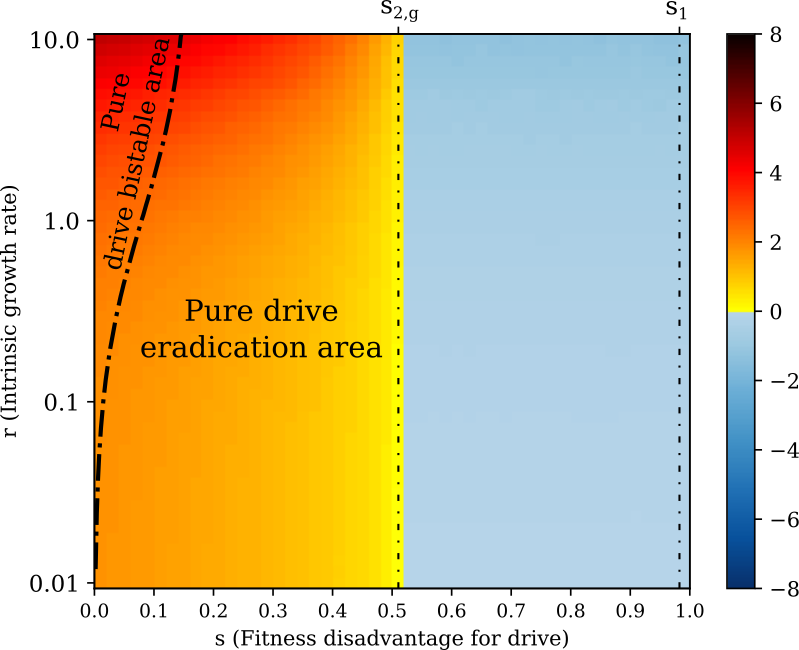 s2,g
s1
10.0
1.0
0.1
0.01
r (Intrinsic growth rate)
Pure
drive bistable area
Pure drive
eradication area
0.0 0.1 0.2 0.3 0.4 0.5 0.6 0.7 0.8 0.9 1.0
s (Fitness disadvantage for drive)
8
6
4
2
0
−2
−4
−6
−8